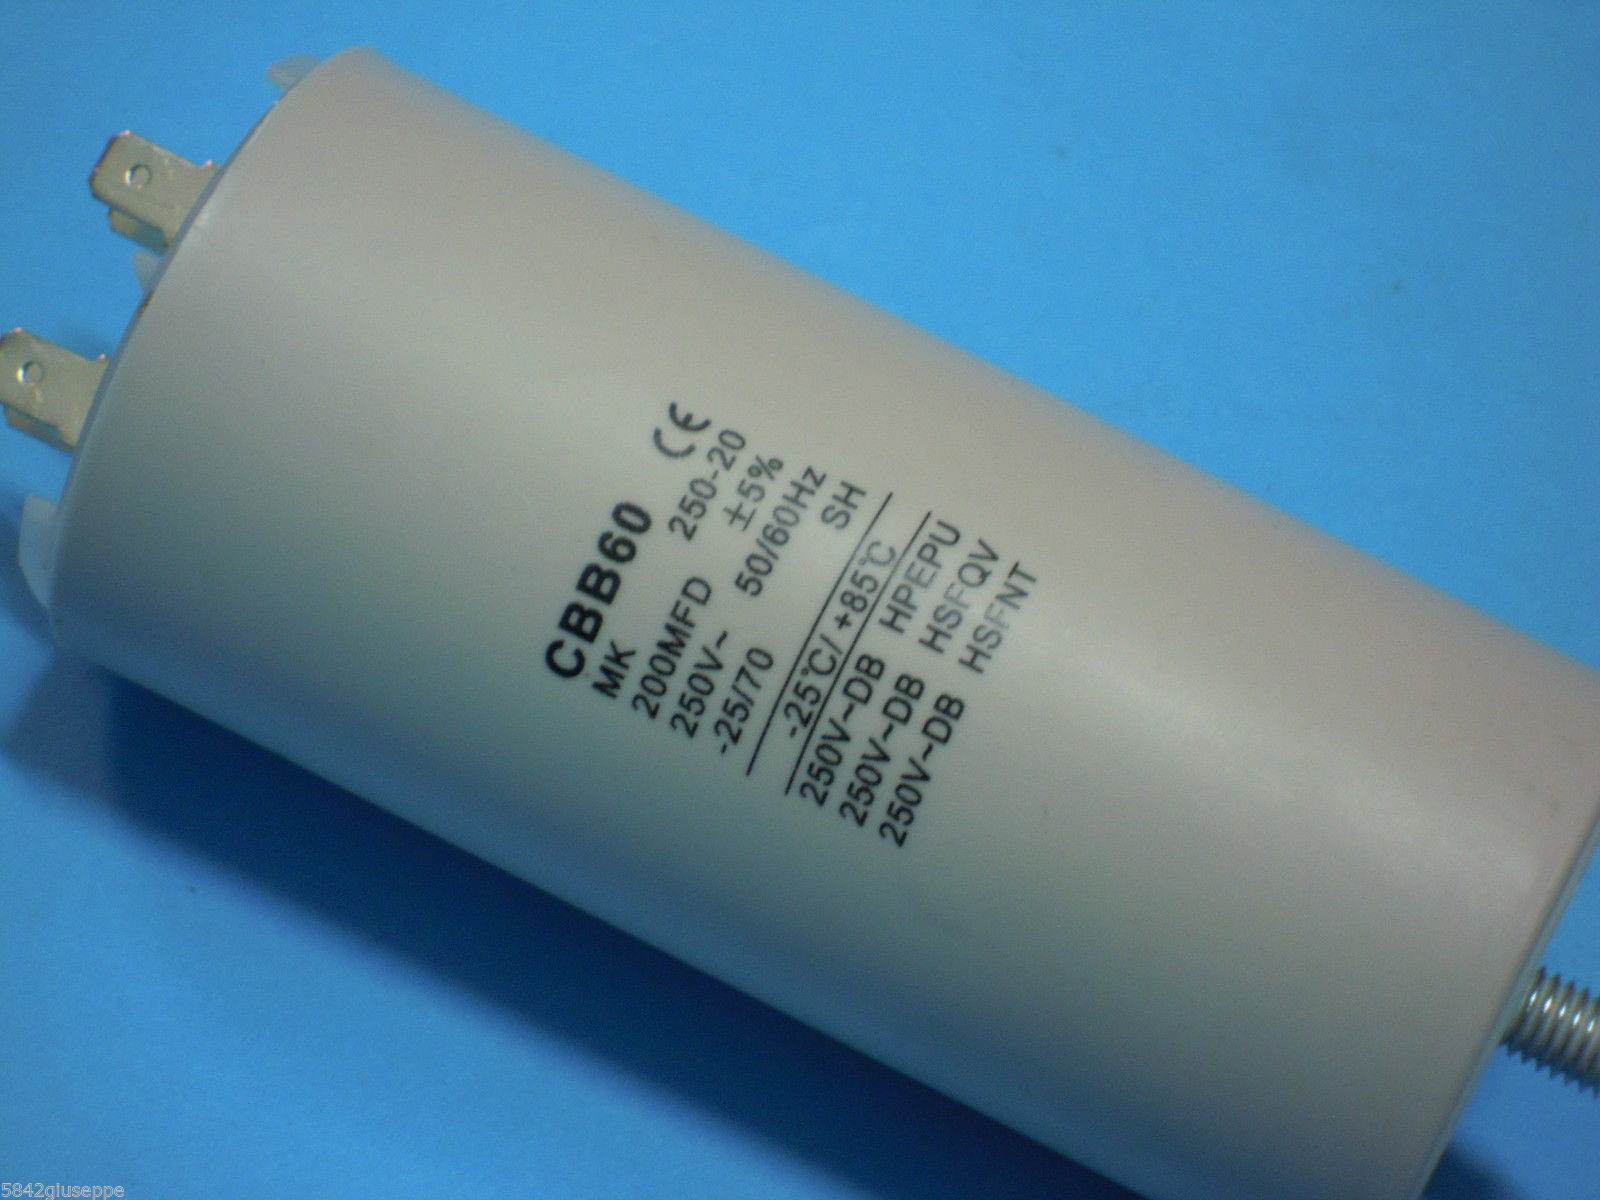 CBB60 CE
MK 250-20
200MFD ±5%
250V~ 50/60Hz
-25/70 SH
-25℃/ +85℃
250V~DB HPEPU
250V~DB HSFQV
250V~DB HSFNT
5842giuseppe